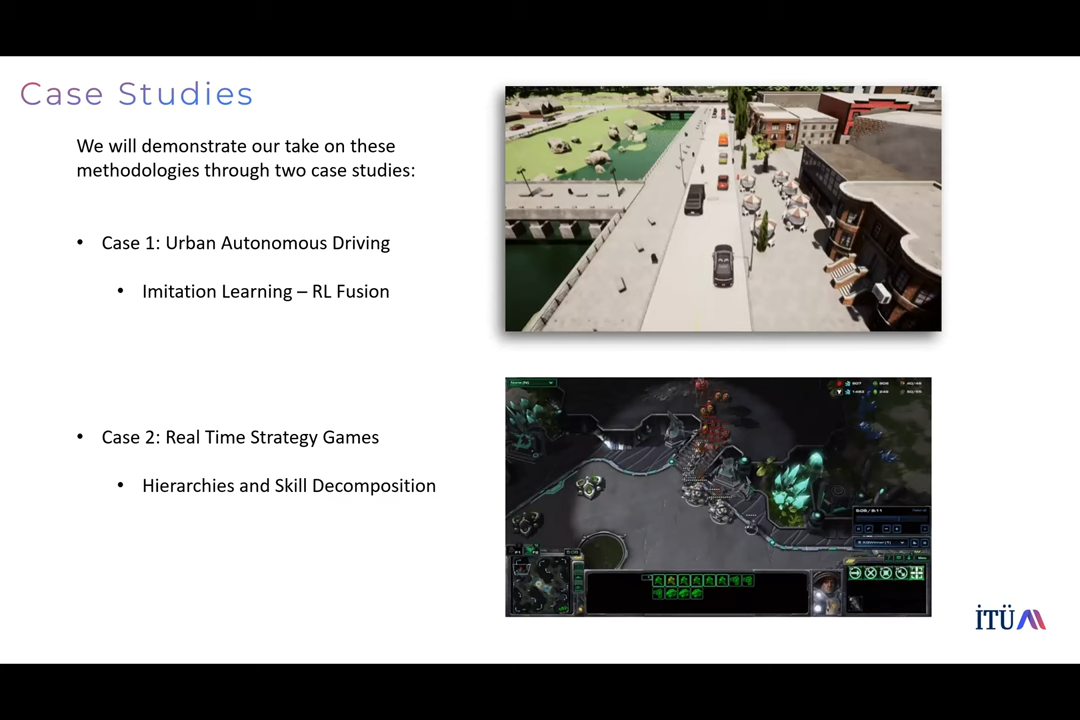 Case Studies
We will demonstrate our take on these
methodologies through two case studies:
• Case 1: Urban Autonomous Driving
• Imitation Learning – RL Fusion
• Case 2: Real Time Strategy Games
• Hierarchies and Skill Decomposition
İTÜ